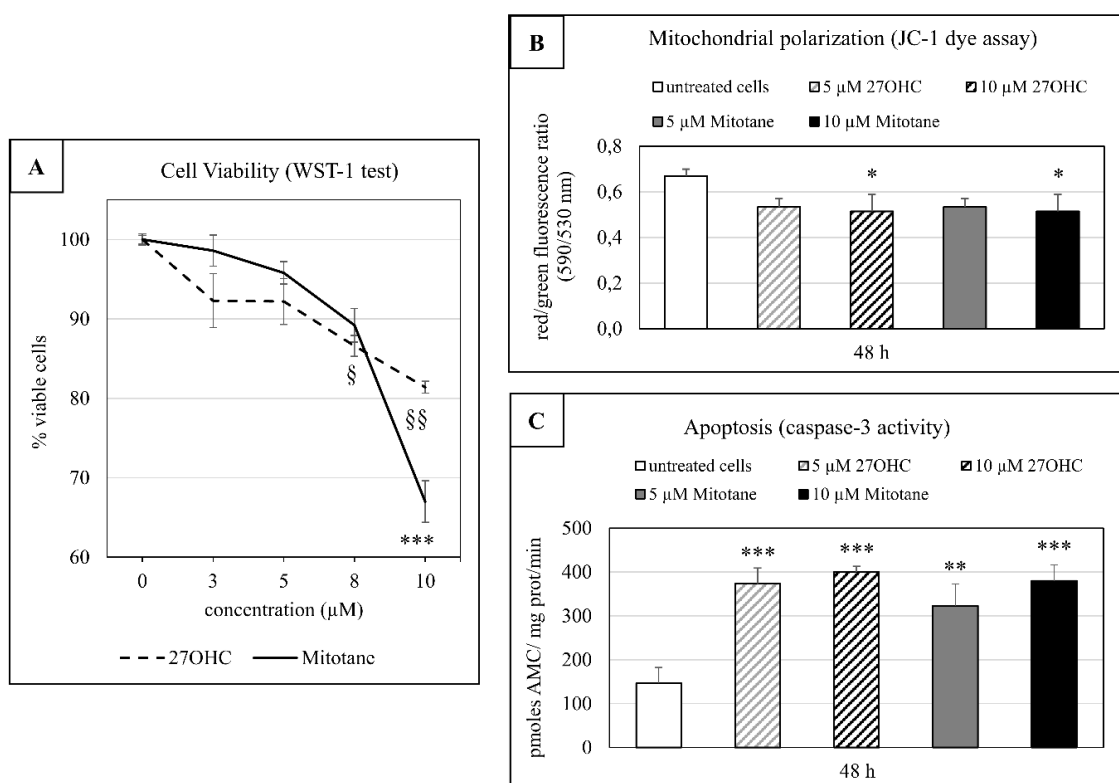 A
Cell Viability (WST-1 test)
% viable cells
100
90
80
70
60
§
§§
***
0 3 5 8 10
concentration (µM)
27OHC Mitotane
B
Mitochondrial polarization (JC-1 dye assay)
untreated cells 5 µM 27OHC 10 µM 27OHC
5 µM Mitotane 10 µM Mitotane
red/green fluorescence ratio
(590/530 nm)
0,8
0,6
0,4
0,2
0,0
* *
48 h
C
Apoptosis (caspase-3 activity)
untreated cells 5 µM 27OHC 10 µM 27OHC
5 µM Mitotane 10 µM Mitotane
pmoles AMC/ mg prot/min
500
400
300
200
100
0
*** *** ** ***
48 h